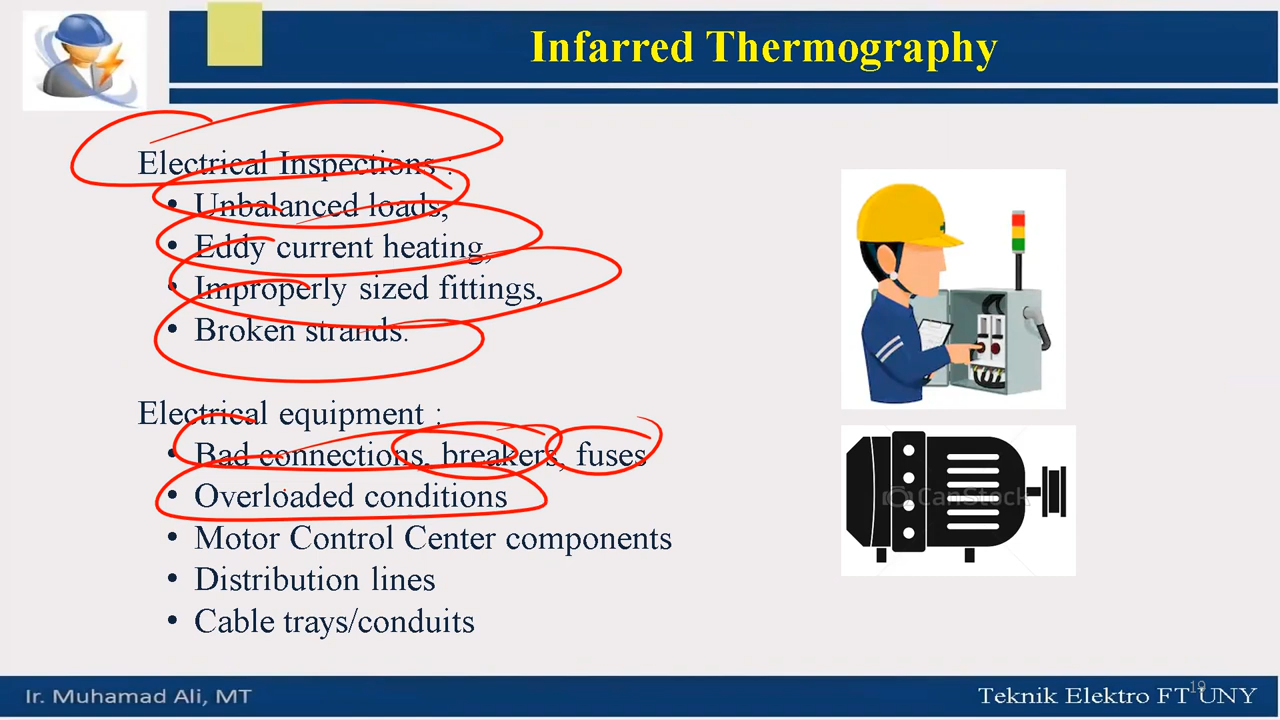 Infarred Thermography
Electrical Inspections :
• Unbalanced loads,
• Eddy current heating,
• Improperly sized fittings,
• Broken strands.
Electrical equipment :
• Bad connections, breakers, fuses
• Overloaded conditions
• Motor Control Center components
• Distribution lines
• Cable trays/conduits
CanStock
Ir. Muhamad Ali, MT
19
Teknik Elektro FT UNY